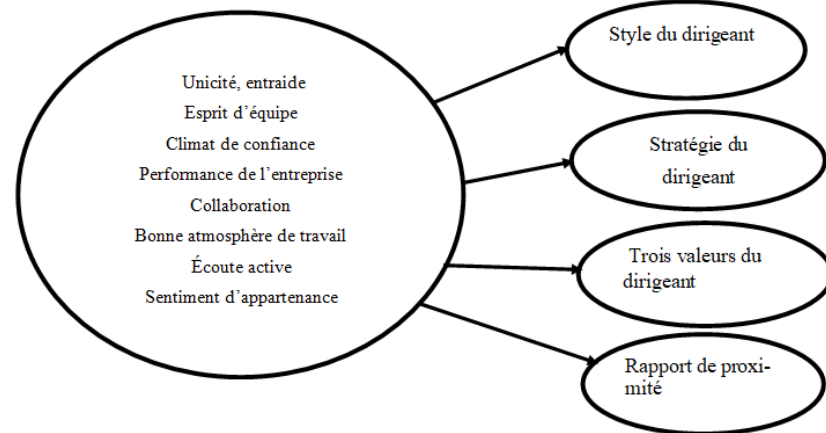 Unicité, entraide
Esprit d'équipe
Climat de confiance
Performance de l'entreprise
Collaboration
Bonne atmosphère de travail
Écoute active
Sentiment d'appartenance
Style du dirigeant
Stratégie du
dirigeant
Trois valeurs du
dirigeant
Rapport de proxi-
mité